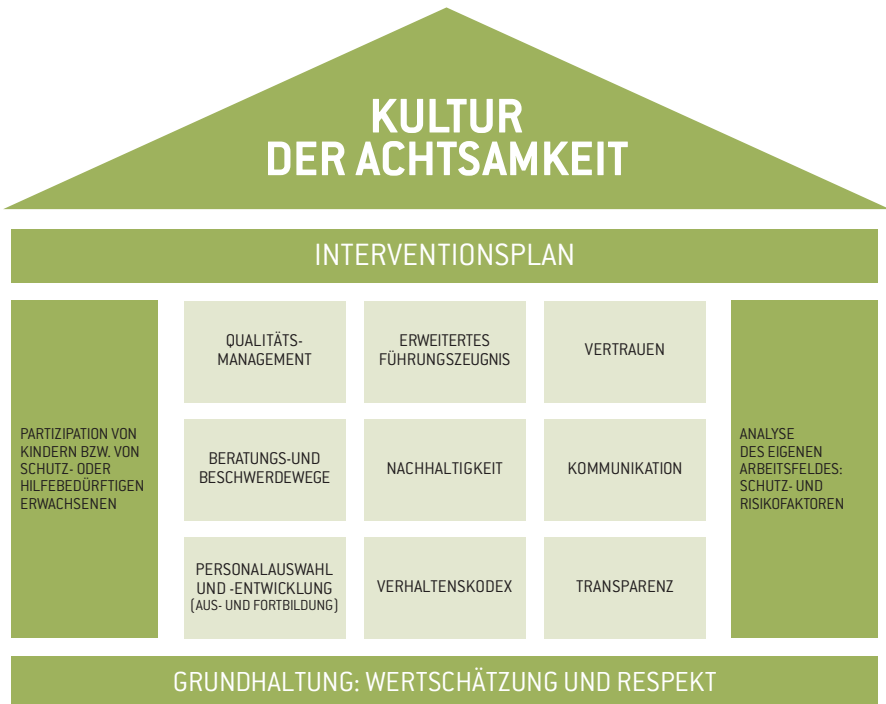 KULTUR
DER ACHTSAMKEIT
INTERVENTIONSPLAN
PARTIZIPATION VON
KINDERN BZW. VON
SCHUTZ- ODER
HILFEBEDÜRFTIGEN
ERWACHSENEN
QUALITÄTS-
MANAGEMENT
ERWEITERTES
FÜHRUNGSZEUGNIS
VERTRAUEN
BERATUNGS-UND
BESCHWERDEWEGE
NACHHALTIGKEIT
KOMMUNIKATION
PERSONALAUSWAHL
UND -ENTWICKLUNG
(AUS- UND FORTBILDUNG)
VERHALTENSKODEX
TRANSPARENZ
ANALYSE
DES EIGENEN
ARBEITSFELDES:
SCHUTZ- UND
RISIKOFAKTOREN
GRUNDHALTUNG: WERTSCHÄTZUNG UND RESPEKT